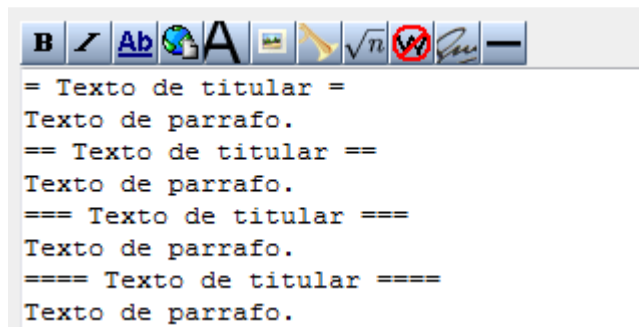 B I Ab A √n W
= Texto de titular =
Texto de parrafo.
== Texto de titular ==
Texto de parrafo.
=== Texto de titular ===
Texto de parrafo.
==== Texto de titular ====
Texto de parrafo.